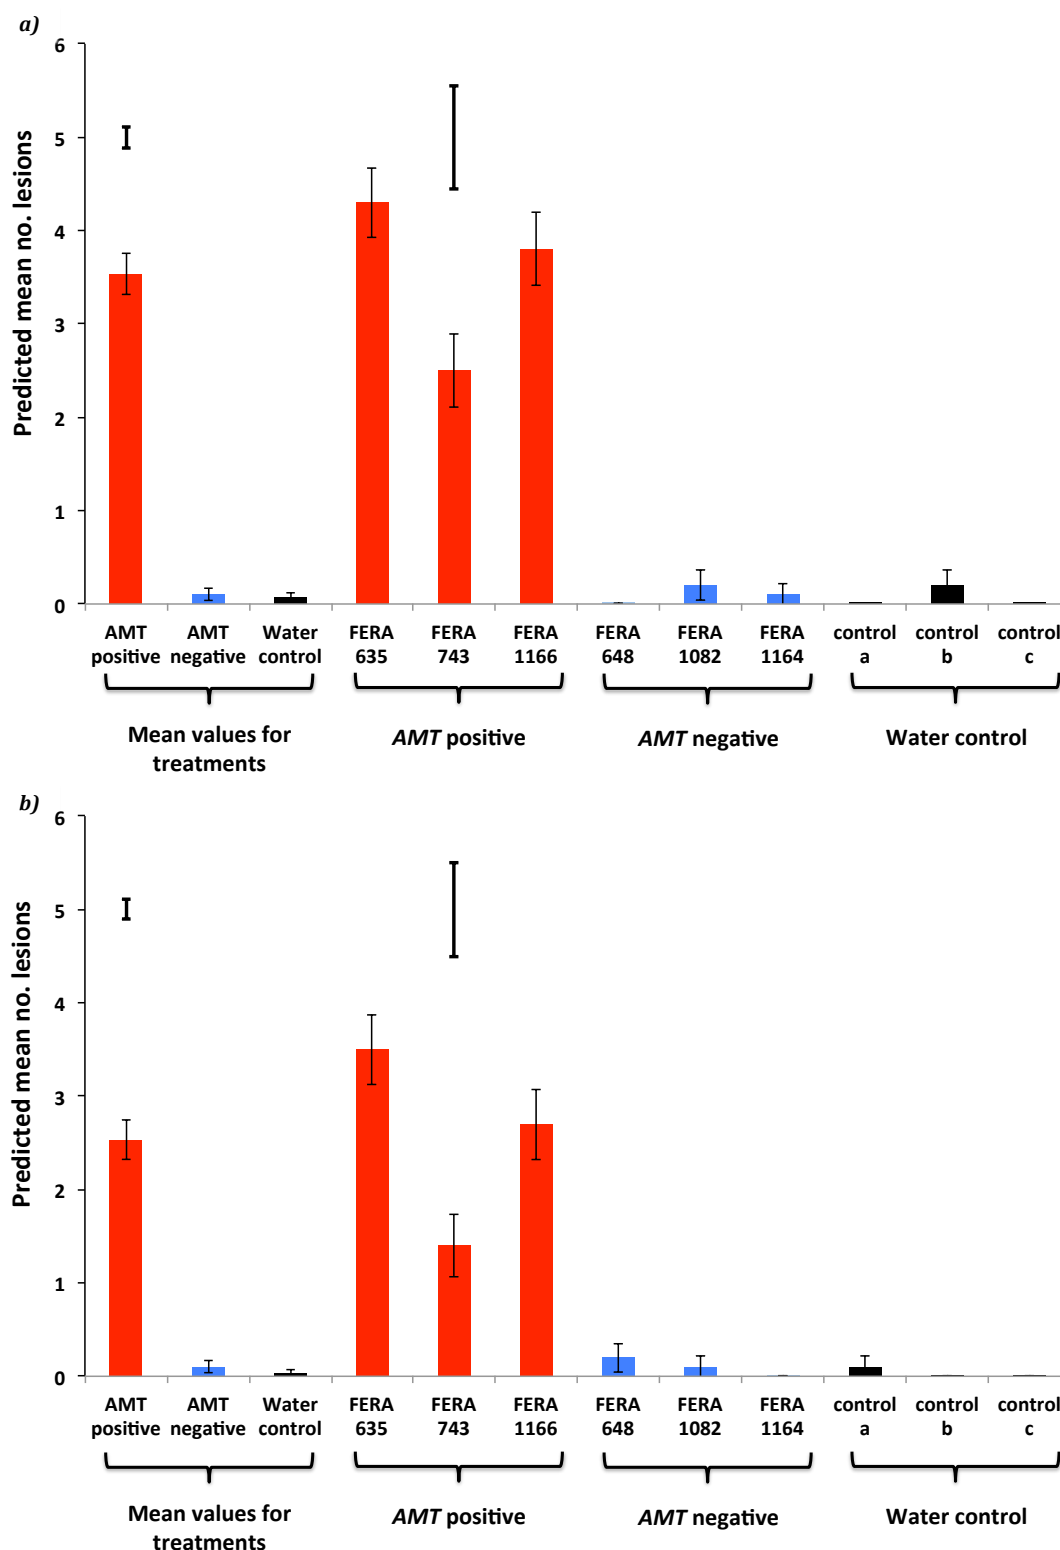 a)
Predicted mean no. lesions
6
5
4
3
2
1
0
AMT positive
AMT negative
Water control
FERA 635
FERA 743
FERA 1166
FERA 648
FERA 1082
FERA 1164
control a
control b
control c
Mean values for
treatments
AMT positive
AMT negative
Water control
b)
Predicted mean no. lesions
6
5
4
3
2
1
0
AMT positive
AMT negative
Water control
FERA 635
FERA 743
FERA 1166
FERA 648
FERA 1082
FERA 1164
control a
control b
control c
Mean values for
treatments
AMT positive
AMT negative
Water control